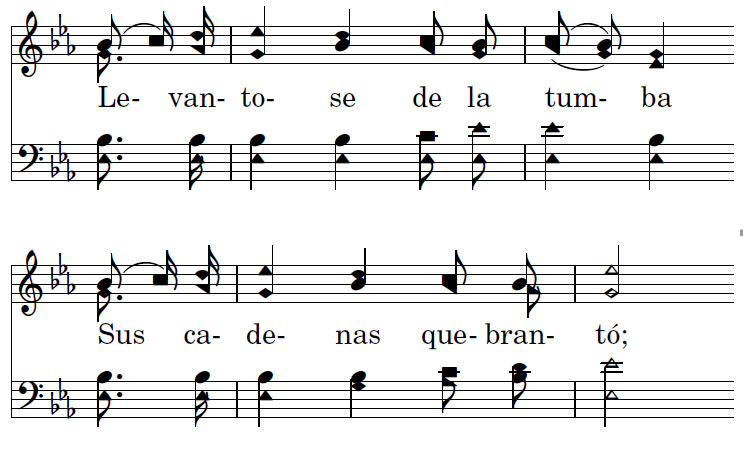 Le- van- to- se de la tum- ba
Sus ca- de- nas que- bran- tó;